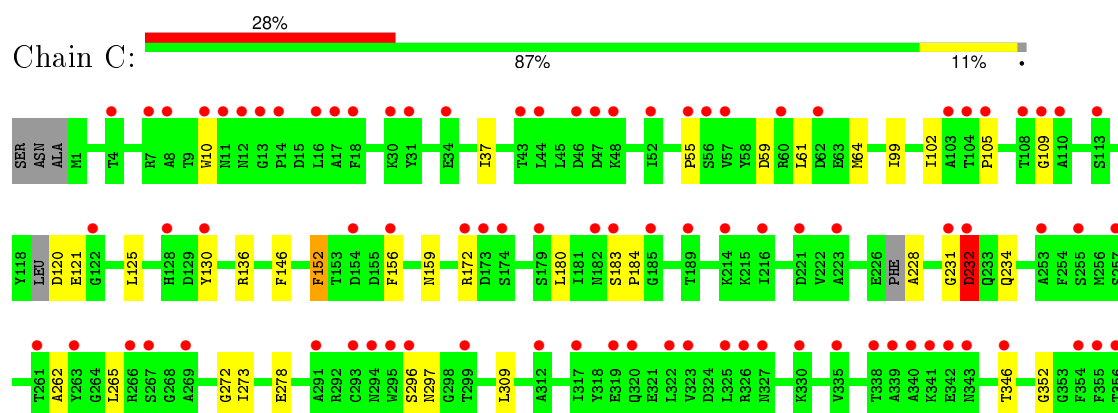 28%
Chain C:
87% 11% •
SER ASN ALA M1 T4 R7 A8 T9 W10 N11 N12 G13 P14 D15 L16 A17 F18 K30 Y31 E34 I37 T43 L44 L45 D46 D47 K48 I52 P55 S56 V57 Y58 D59 R60 L61 D62 E63 M64 I99 I102 A103 T104 P105 T108 G109 A110 S113
Y118 LEU D120 E121 G122 L125 H128 D129 Y130 R136 F146 F152 T153 D154 D155 F156 N159 R172 D173 S174 S179 L180 I181 N182 S183 P184 G185 T189 K214 K215 I216 D221 V222 A223 E226 PHE A228 G231 D232 Q233 Q234 A253 F254 S255 M256 S257
T261 A262 Y263 G264 L265 R266 S267 G268 A269 G272 I273 E278 A291 R292 C293 N294 W295 S296 N297 G298 T299 L309 A312 I317 Y318 E319 Q320 E321 L322 V323 D324 L325 R326 N327 K330 V335 T338 A339 A340 K341 E342 N343 T346 G352 G353 F354 F355